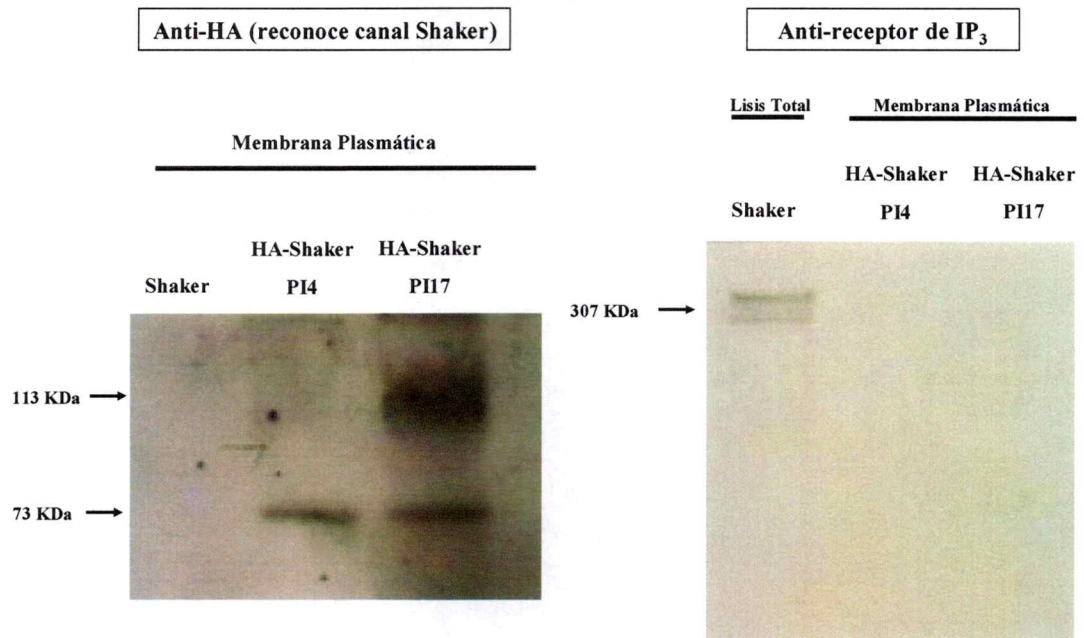 Anti-HA (reconoce canal Shaker)
Membrana Plasmática
HA-Shaker HA-Shaker
Shaker PI4 PI17
113 KDa
73 KDa
Anti-receptor de IP₃
Lisis Total Membrana Plasmática
HA-Shaker HA-Shaker
Shaker PI4 PI17
307 KDa